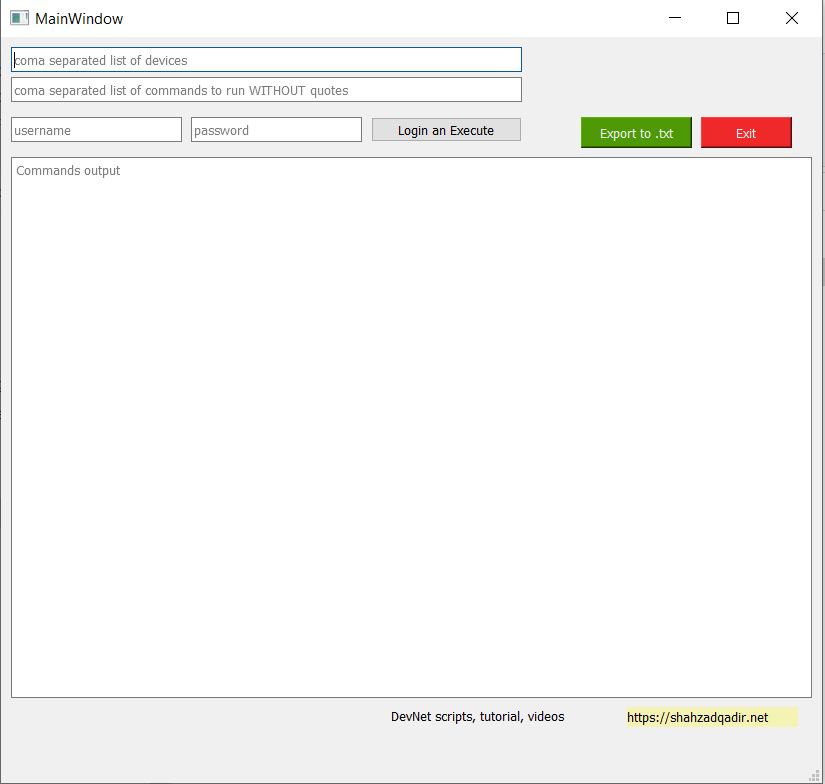 MainWindow
coma separated list of devices
coma separated list of commands to run WITHOUT quotes
username password Login an Execute Export to .txt Exit
Commands output
DevNet scripts, tutorial, videos https://shahzadqadir.net